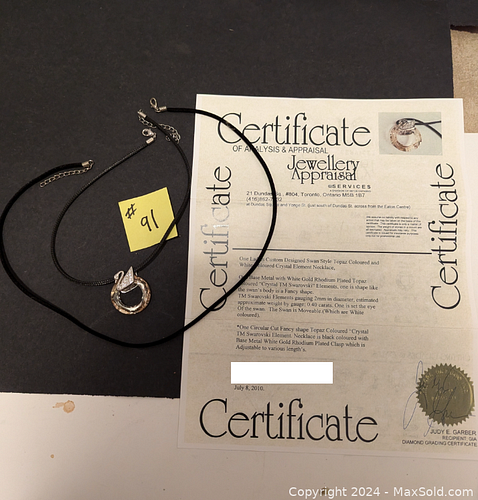 #91
Certificate
OF ANALYSIS & APPRAISAL
Jewellery
Appraisal
SERVICES
21 Dundas Sq., #804, Toronto, Ontario M5B 1B7
Certificate
Certificate
One Ladies Custom Designed Swan Style Topaz Coloured and
White Coloured Crystal Element Necklace,
One Base Metal with White Gold Rhodium Plated Topaz
Coloured "Crystal TM Swarovski" Elements, one is shape like
the swan's body is a Fancy shape.
TM Swarovski Elements gauging 2mm in diameter, estimated
approximate weight by gauge: 0.40 carats. One is set the eye
Of the swan. The Swan is Moveable (Which are White
coloured).
*One Circular Cut Fancy shape Topaz Coloured "Crystal
TM Swarovski Element. Necklace is black coloured with
Base Metal White Gold Rhodium Plated Clasp which is
Adjustable to various length's.
July 8, 2010.
Certificate
JUDY E. GARBER
RECIPIENT DIA
DIAMOND GRADING CERTIFICATE
Copyright © 2024 - MaxSold.com